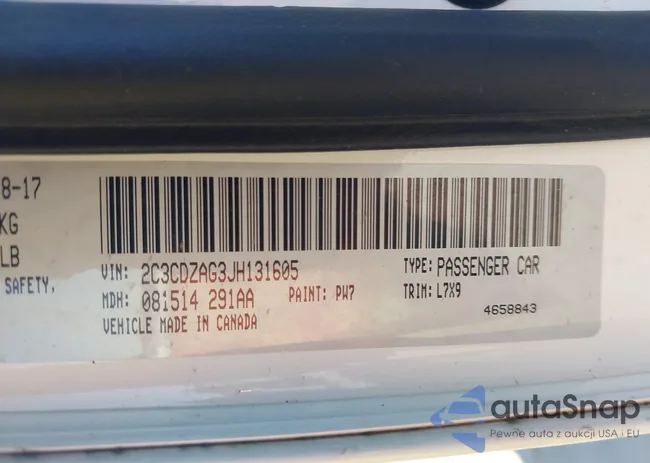 8-17
KG
LB
SAFETY,
VIN: 2C3CDZAG3JH131605
TYPE: PASSENGER CAR
MDH: 081514 291AA
PAINT: PW7
TRIM: L7X9
VEHICLE MADE IN CANADA
4658843
autaSnap
Pewne auta z aukcji USA i EU